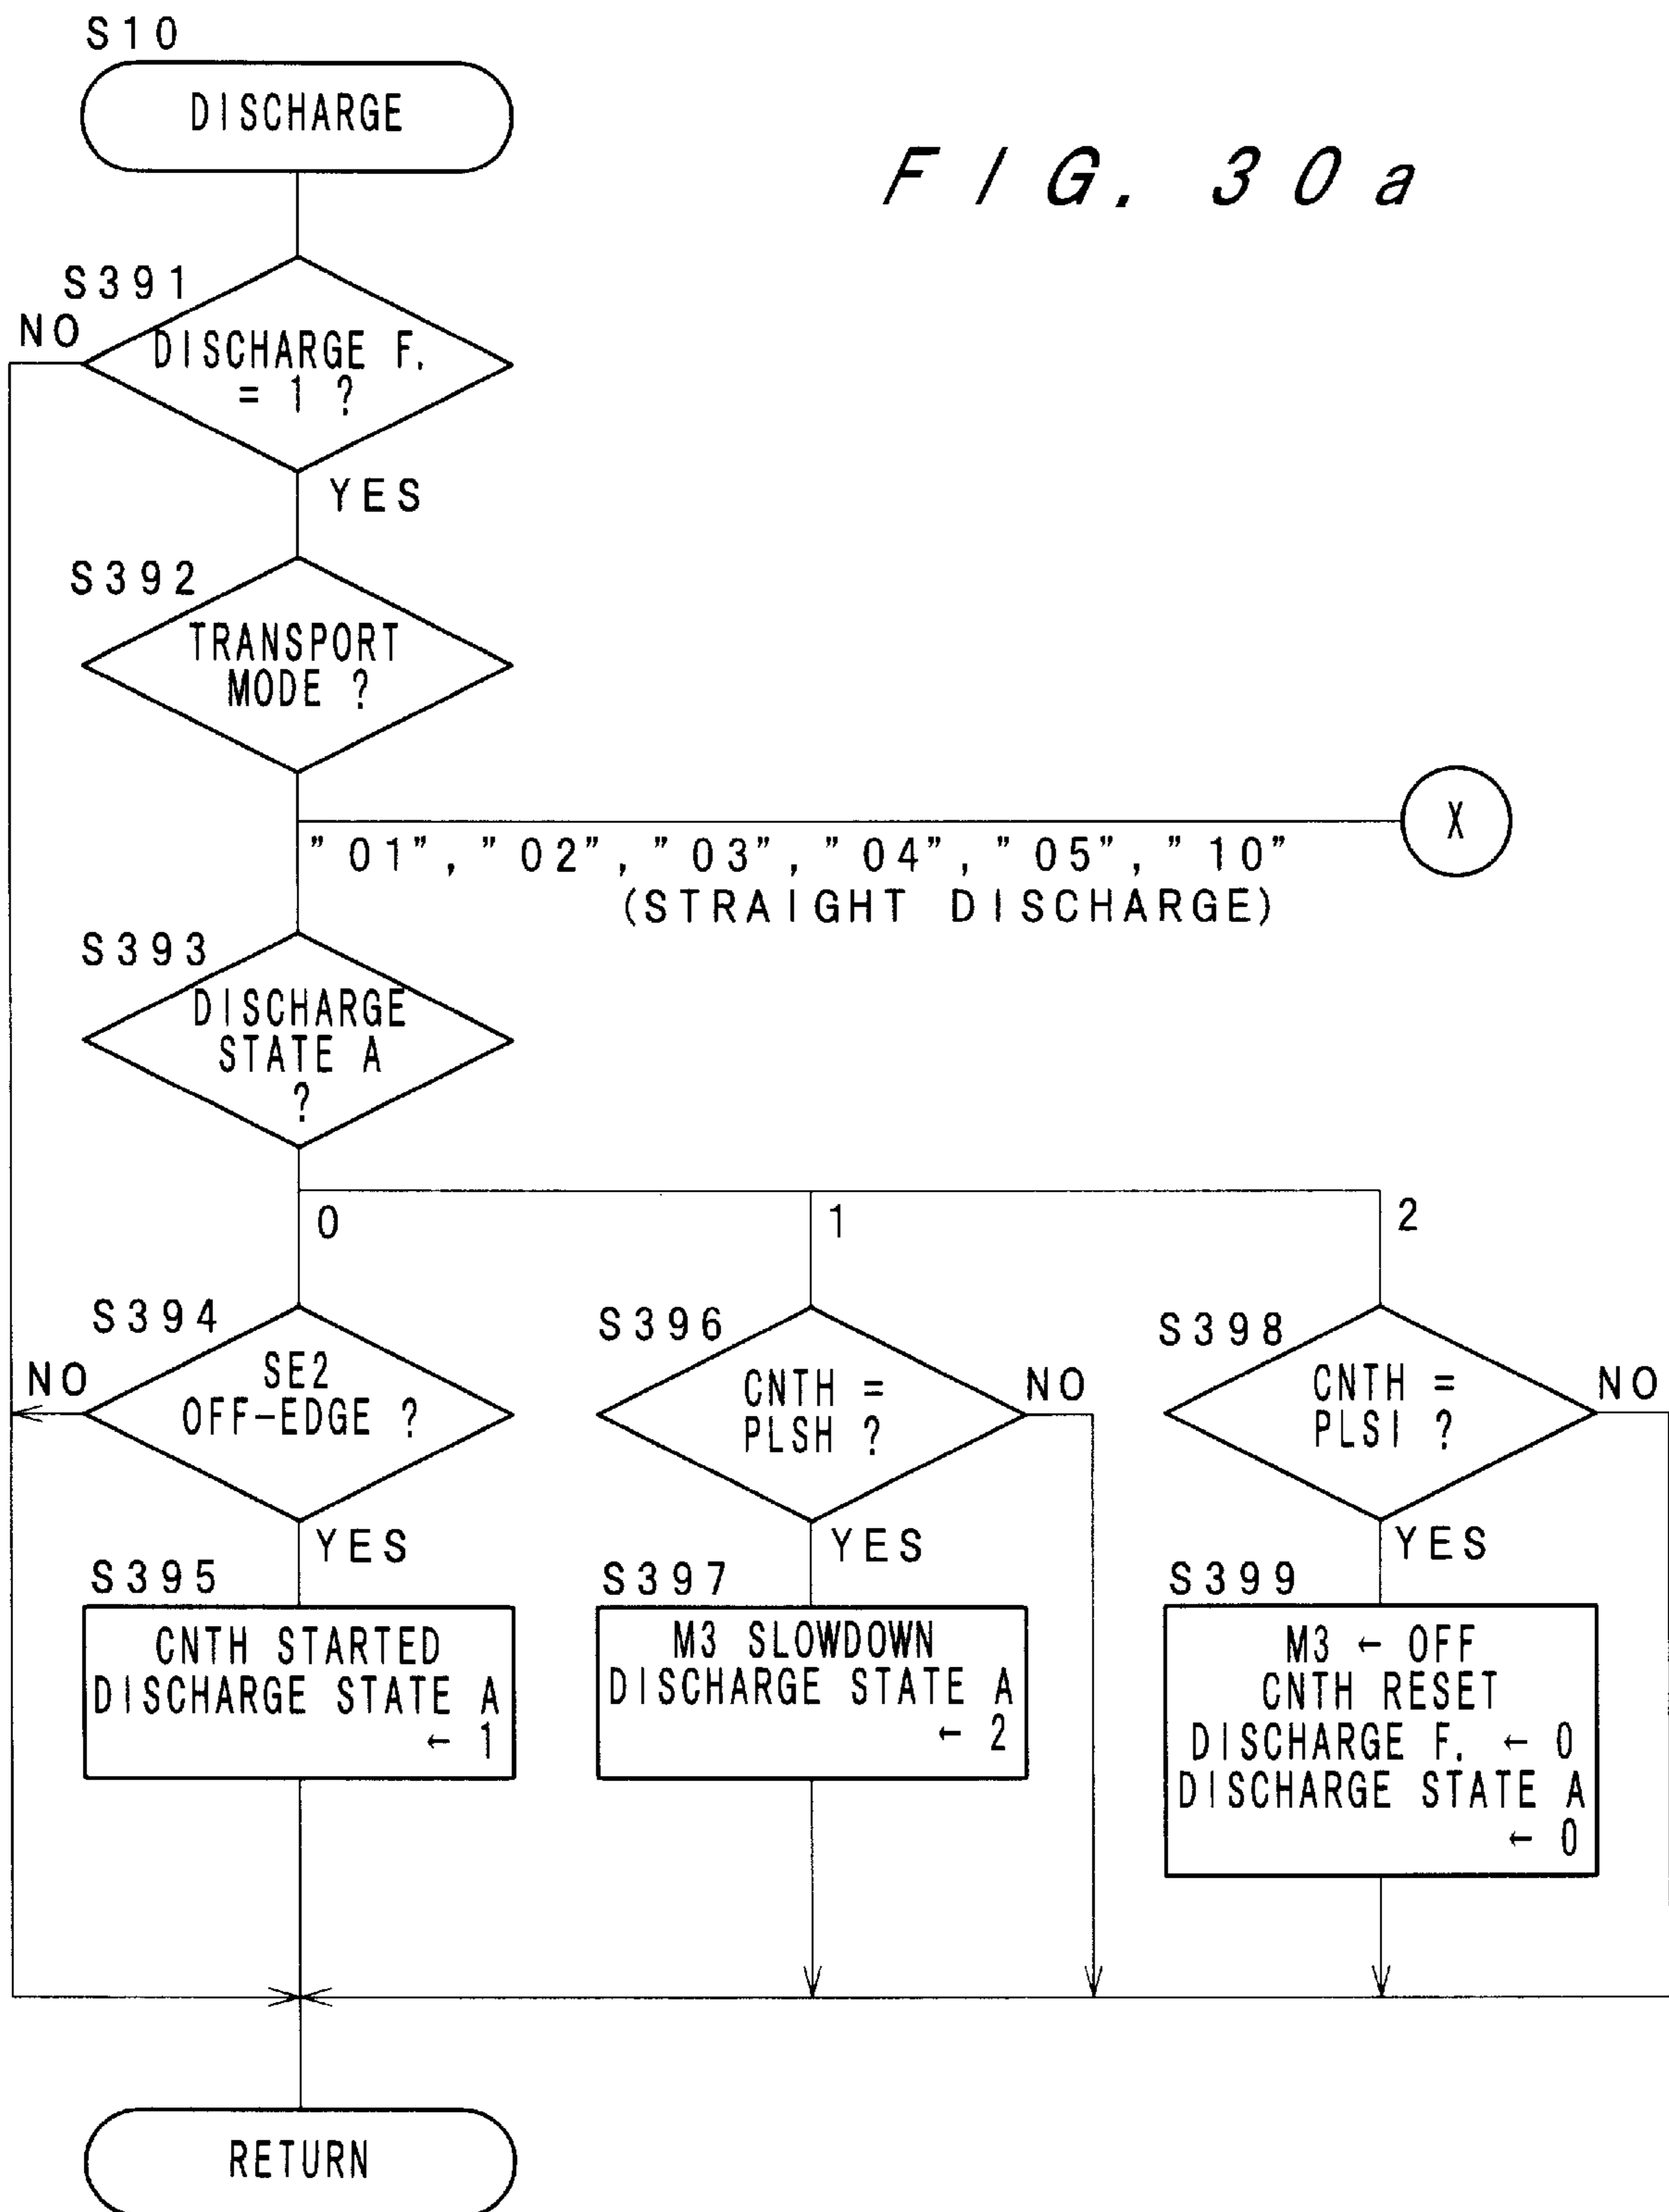 S10
DISCHARGE
FIG. 30a
S391
NO
DISCHARGE F.
= 1 ?
YES
S392
TRANSPORT
MODE ?
X
"01", "02", "03", "04", "05", "10"
(STRAIGHT DISCHARGE)
S393
DISCHARGE
STATE A
?
0
1
2
S394
NO
SE2
OFF-EDGE ?
YES
S396
CNTH =
PLSH ?
NO
YES
S398
CNTH =
PLSI ?
NO
YES
S395
CNTH STARTED
DISCHARGE STATE A
← 1
S397
M3 SLOWDOWN
DISCHARGE STATE A
← 2
S399
M3 ← OFF
CNTH RESET
DISCHARGE F. ← 0
DISCHARGE STATE A
← 0
RETURN